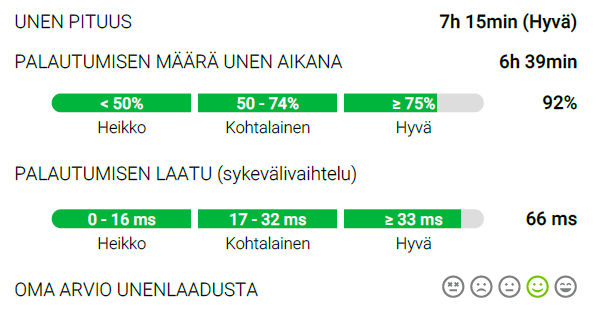 UNEN PITUUS 7h 15min (Hyvä)
PALAUTUMISEN MÄÄRÄ UNEN AIKANA 6h 39min
< 50% 50 - 74% ≥ 75% 92%
Heikko Kohtalainen Hyvä
PALAUTUMISEN LAATU (sykevälivaihtelu)
0 - 16 ms 17 - 32 ms ≥ 33 ms 66 ms
Heikko Kohtalainen Hyvä
OMA ARVIO UNENLAADUSTA